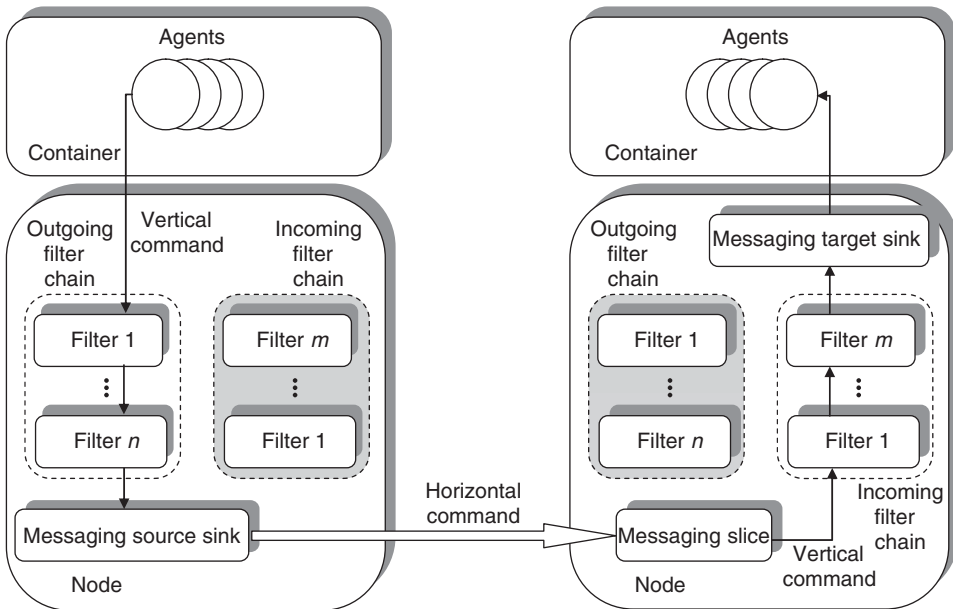 Agents
Container
Outgoing
filter
chain
Vertical
command
Incoming
filter
chain
Filter 1
Filter n
Filter m
Filter 1
Messaging source sink
Node
Horizontal
command
Agents
Container
Messaging target sink
Outgoing
filter
chain
Filter 1
Filter n
Filter m
Filter 1
Incoming
filter
chain
Messaging slice
Vertical
command
Node